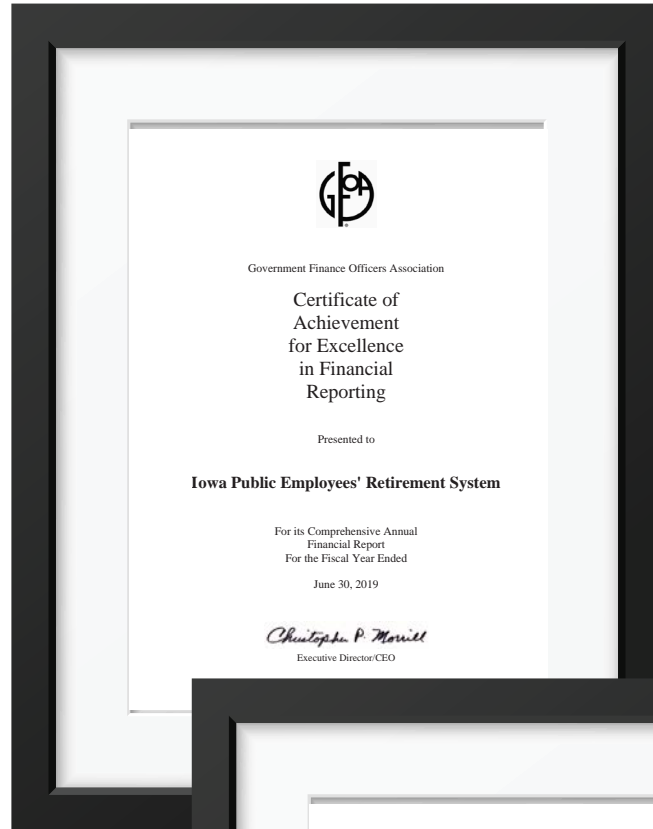 GFOA
Government Finance Officers Association
Certificate of
Achievement
for Excellence
in Financial
Reporting
Presented to
Iowa Public Employees' Retirement System
For its Comprehensive Annual
Financial Report
For the Fiscal Year Ended
June 30, 2019
Christopher P. Morrill
Executive Director/CEO